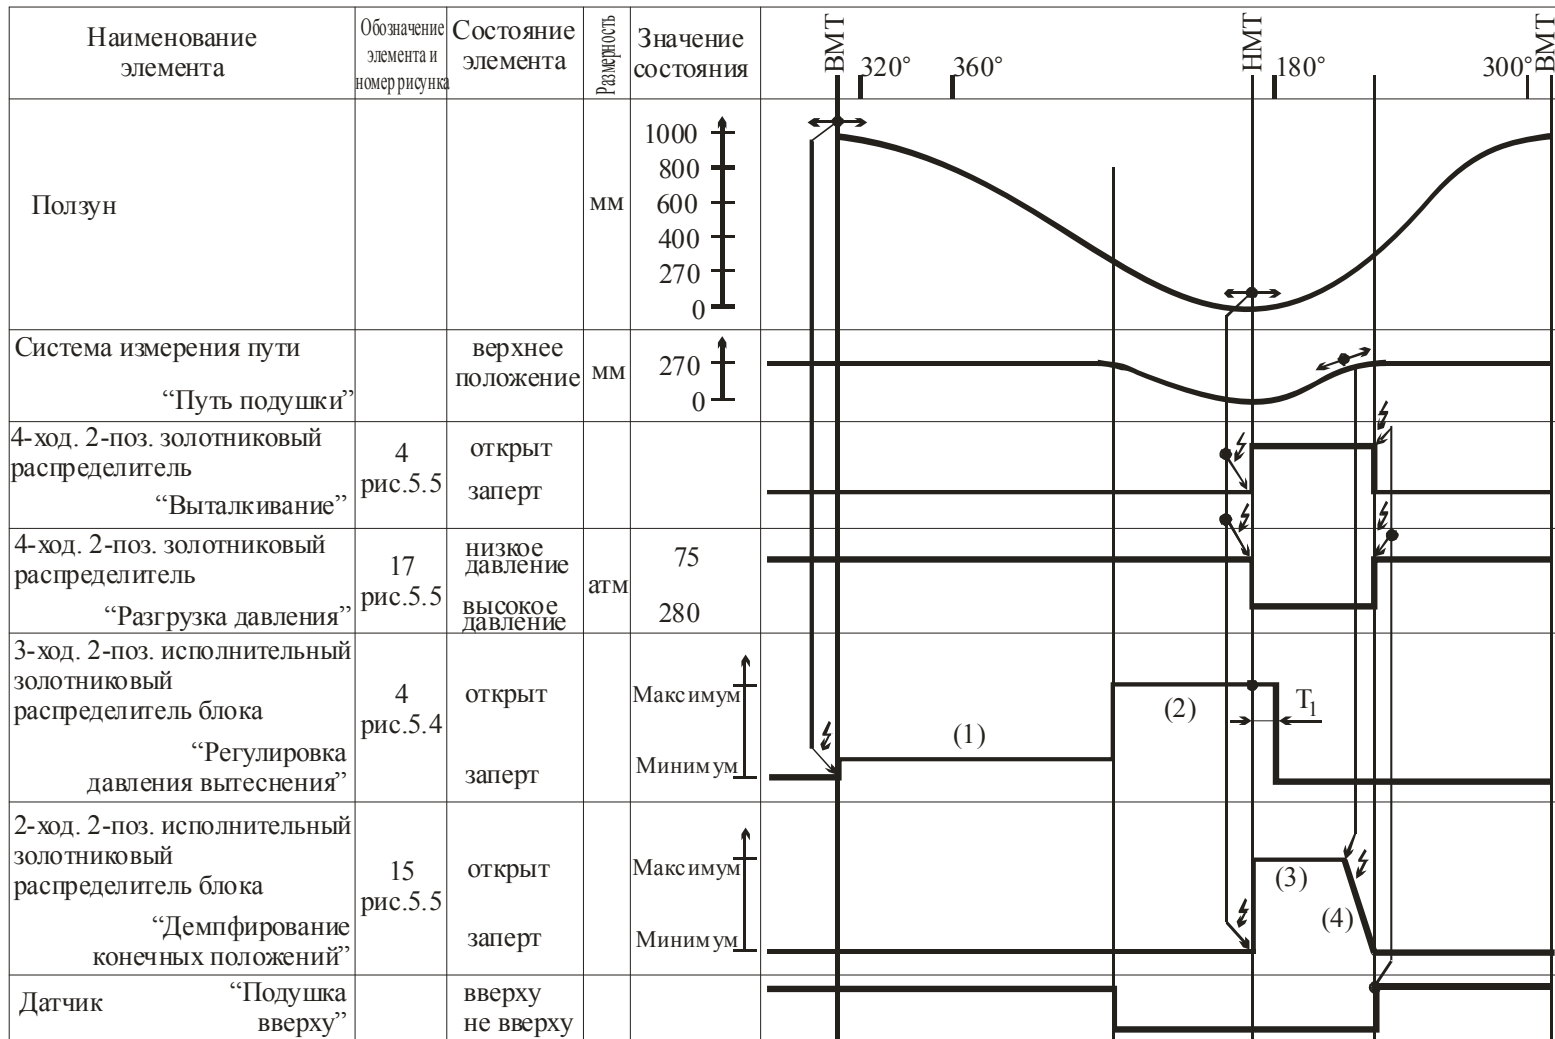 Наименование
элемента
Обозначение
элемента и
номер рисунка
Состояние
элемента
Размерность
Значение
состояния
ВМТ
320°
360°
НМТ
180°
300°
ВМТ
Ползун
мм
1000
800
600
400
270
0
Система измерения пути
“Путь подушки”
верхнее
положение
мм
270
0
4-ход. 2-поз. золотниковый
распределитель
“Выталкивание”
4
рис.5.5
открыт
заперт
4-ход. 2-поз. золотниковый
распределитель
“Разгрузка давления”
17
рис.5.5
низкое
давление
высокое
давление
атм
75
280
3-ход. 2-поз. исполнительный
золотниковый
распределитель блока
“Регулировка
давления вытеснения”
4
рис.5.4
открыт
заперт
Максимум
Минимум
(1)
(2)
T1
2-ход. 2-поз. исполнительный
золотниковый
распределитель блока
“Демпфирование
конечных положений”
15
рис.5.5
открыт
заперт
Максимум
Минимум
(3)
(4)
Датчик “Подушка
вверху”
вверху
не вверху